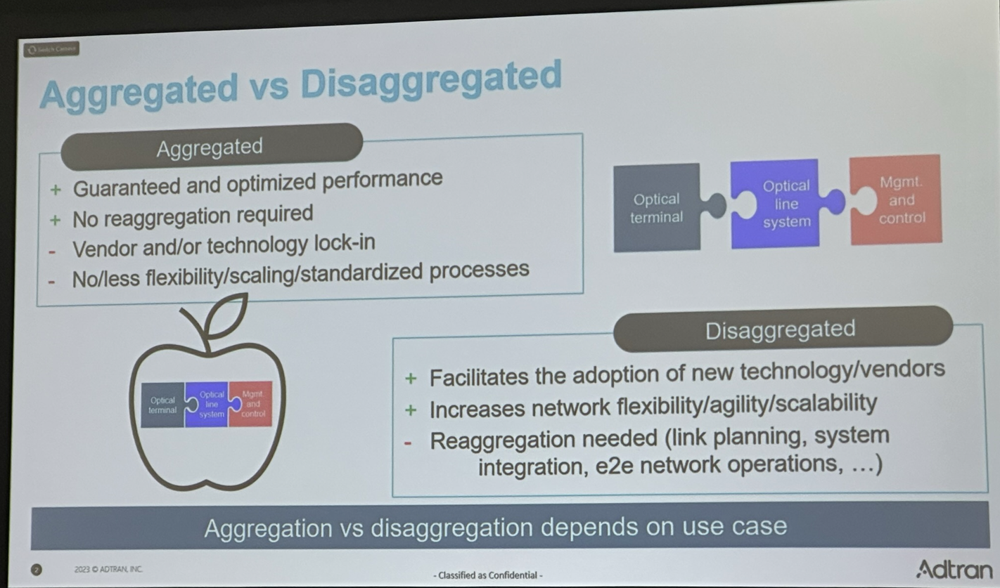 Aggregated vs Disaggregated
Aggregated
+ Guaranteed and optimized performance
+ No reaggregation required
- Vendor and/or technology lock-in
- No/less flexibility/scaling/standardized processes
Optical
terminal
Optical
line
system
Mgmt.
and
control
Optical
terminal
Optical
line
system
Mgmt.
and
control
Disaggregated
+ Facilitates the adoption of new technology/vendors
+ Increases network flexibility/agility/scalability
- Reaggregation needed (link planning, system
integration, e2e network operations, …)
Aggregation vs disaggregation depends on use case
2
2023 © ADTRAN, INC.
- Classified as Confidential -
Adtran